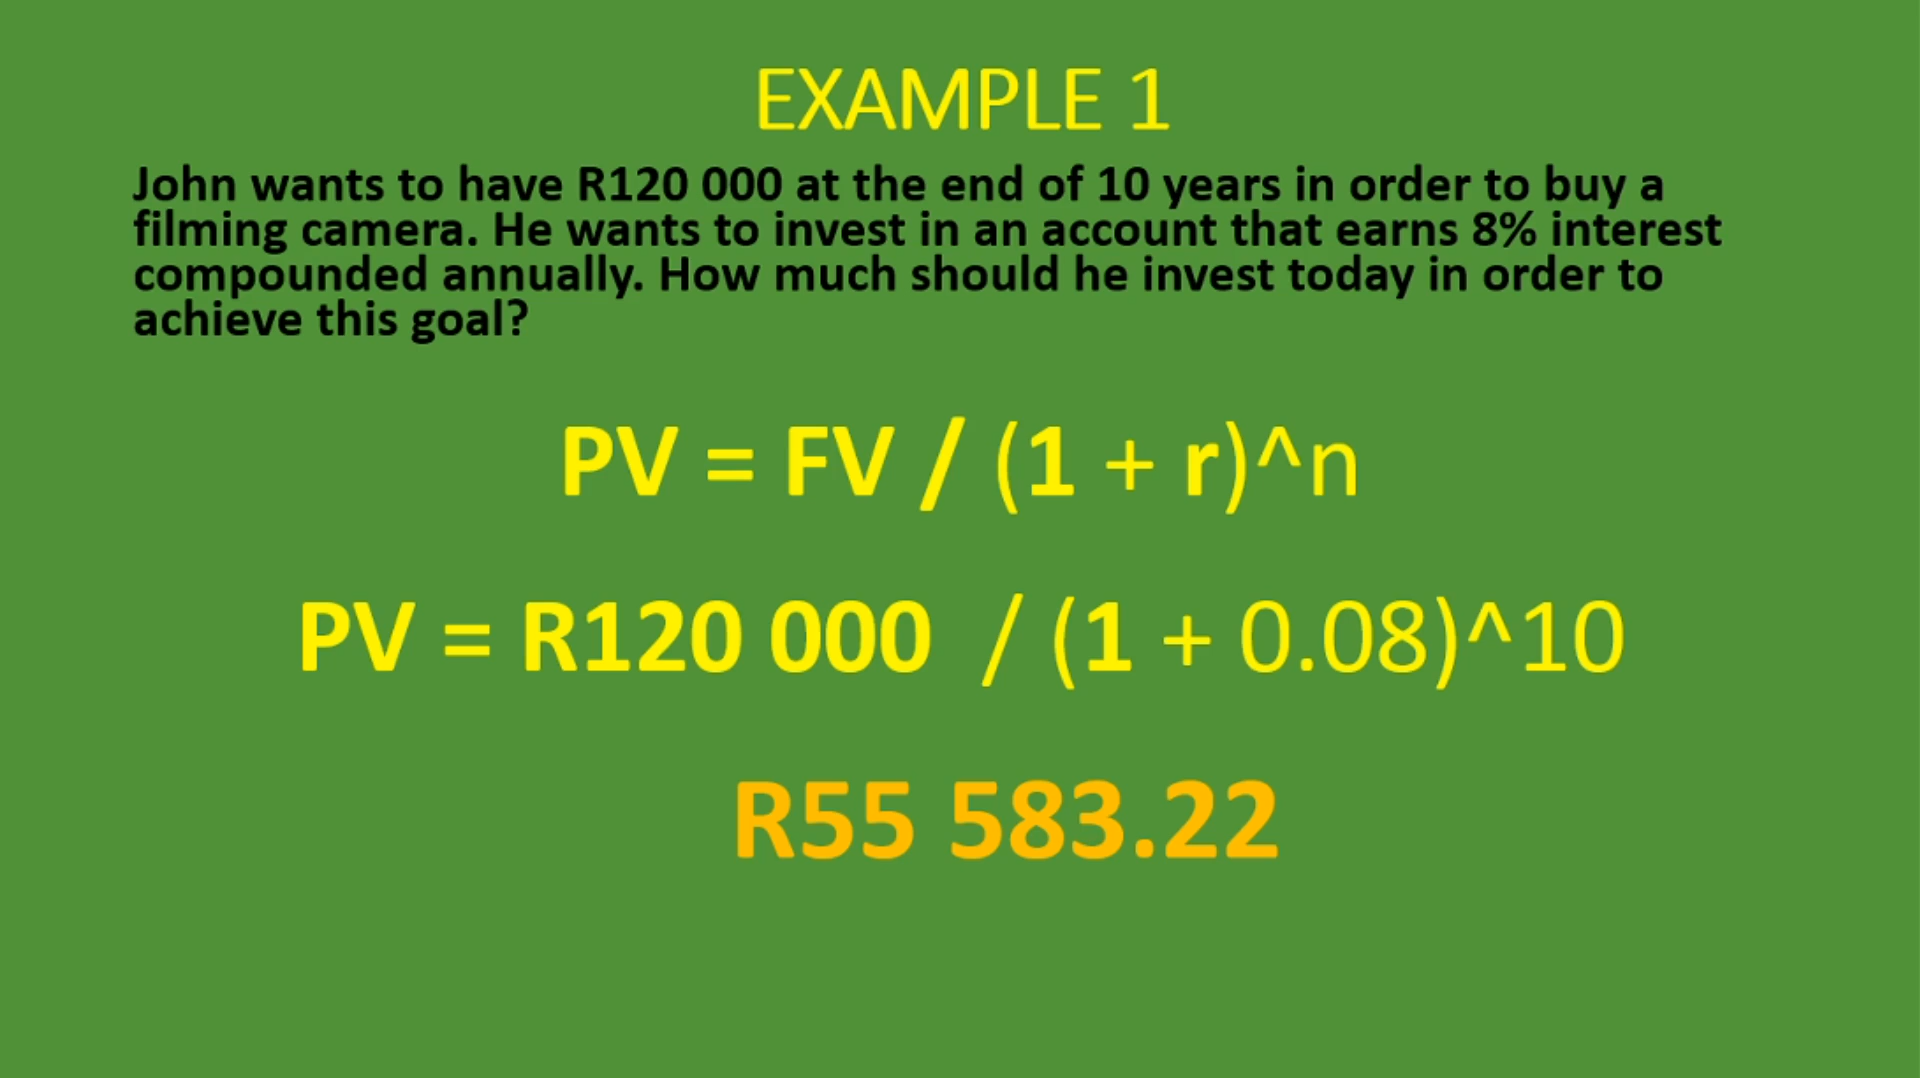 EXAMPLE 1
John wants to have R120 000 at the end of 10 years in order to buy a
filming camera. He wants to invest in an account that earns 8% interest
compounded annually. How much should he invest today in order to
achieve this goal?
PV = FV / (1 + r)^n
PV = R120 000 / (1 + 0.08)^10
R55 583.22